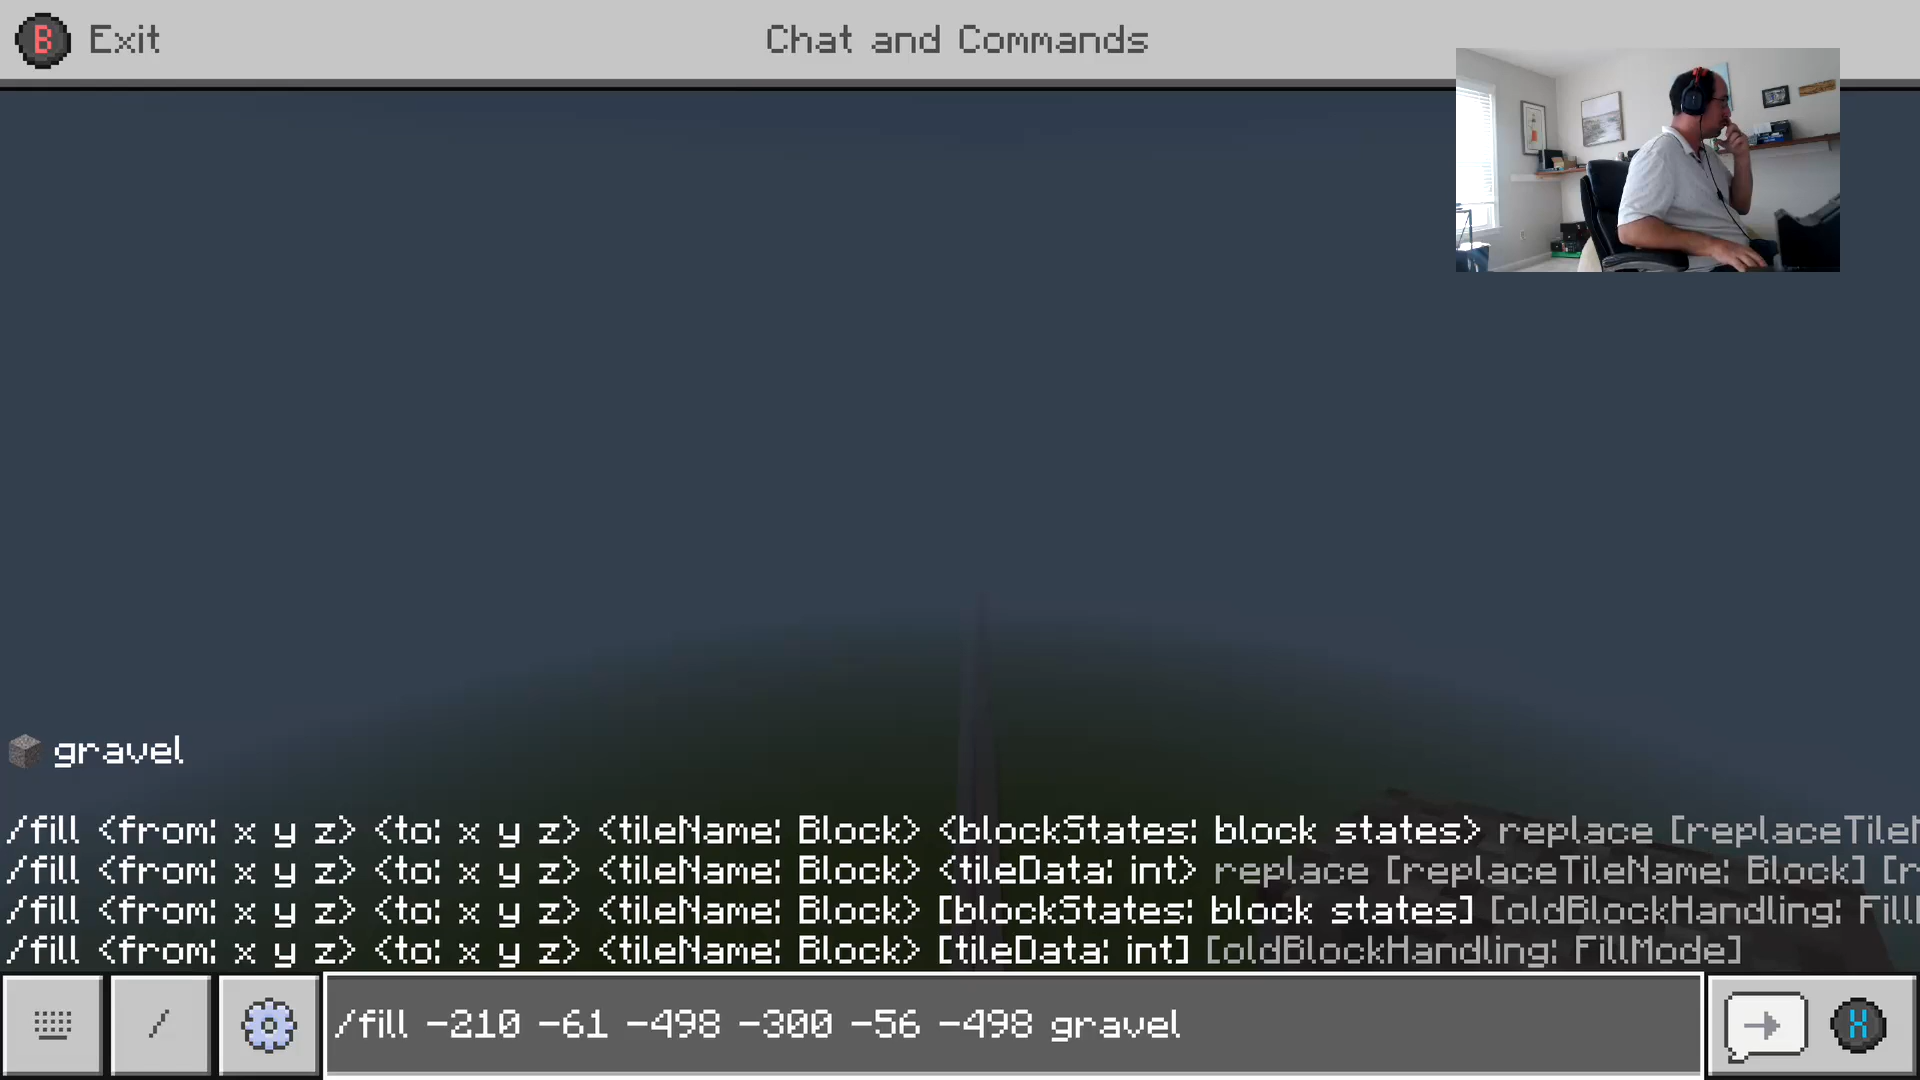 B Exit
Chat and Commands
gravel
/fill <from: x y z> <to: x y z> <tileName: Block> <blockStates: block states> replace [replaceTileN
/fill <from: x y z> <to: x y z> <tileName: Block> <tileData: int> replace [replaceTileName: Block] [r
/fill <from: x y z> <to: x y z> <tileName: Block> [blockStates: block states] [oldBlockHandling: Fill
/fill <from: x y z> <to: x y z> <tileName: Block> [tileData: int] [oldBlockHandling: FillMode]
/ /fill -210 -61 -498 -300 -56 -498 gravel X